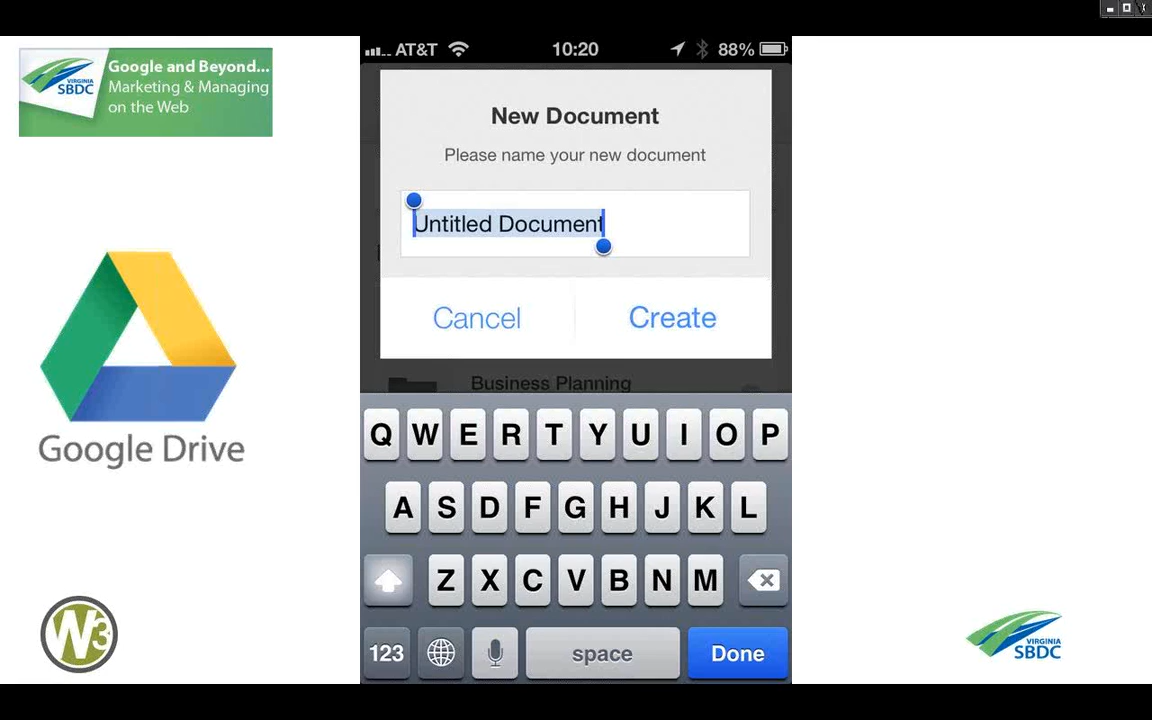 Google and Beyond...
Marketing & Managing
on the Web
VIRGINIA
SBDC
Google Drive
W3
AT&T 10:20 88%
New Document
Please name your new document
Untitled Document
Cancel Create
Business Planning
Q W E R T Y U I O P
A S D F G H J K L
Z X C V B N M
123 space Done
VIRGINIA
SBDC